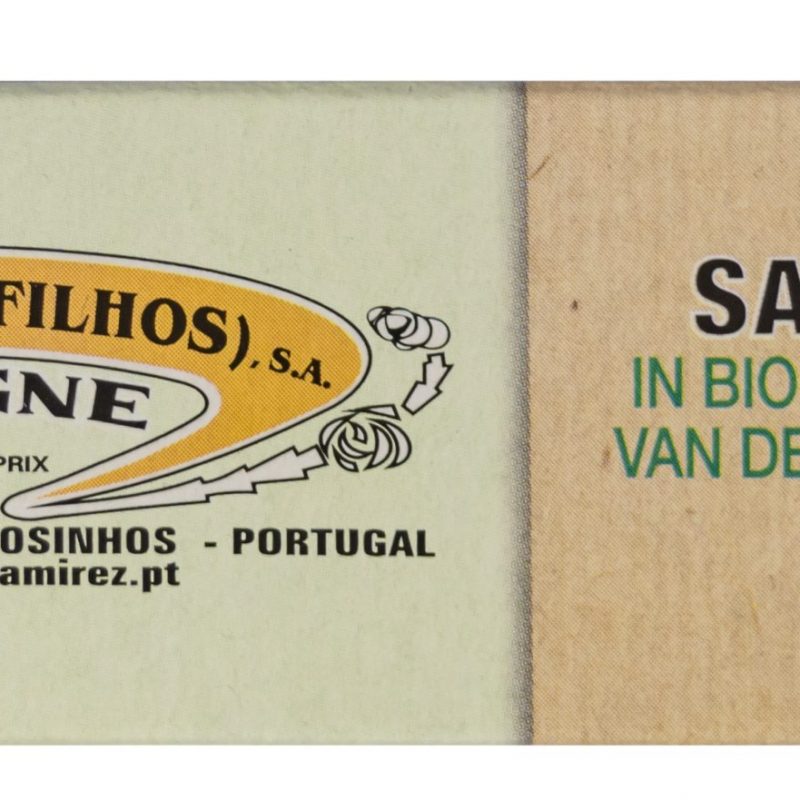 FILHOS), S.A.
GNE
PRIX
OSINHOS - PORTUGAL
amirez.pt
SA
IN BIO
VAN DE